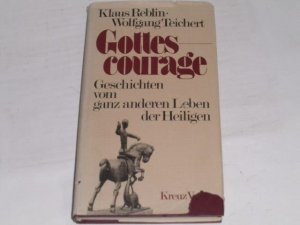 Klaus Reblin·
Wolfgang Teichert
Gottes
courage
Geschichten
vom
ganz anderen Leben
der Heiligen
Kreuz